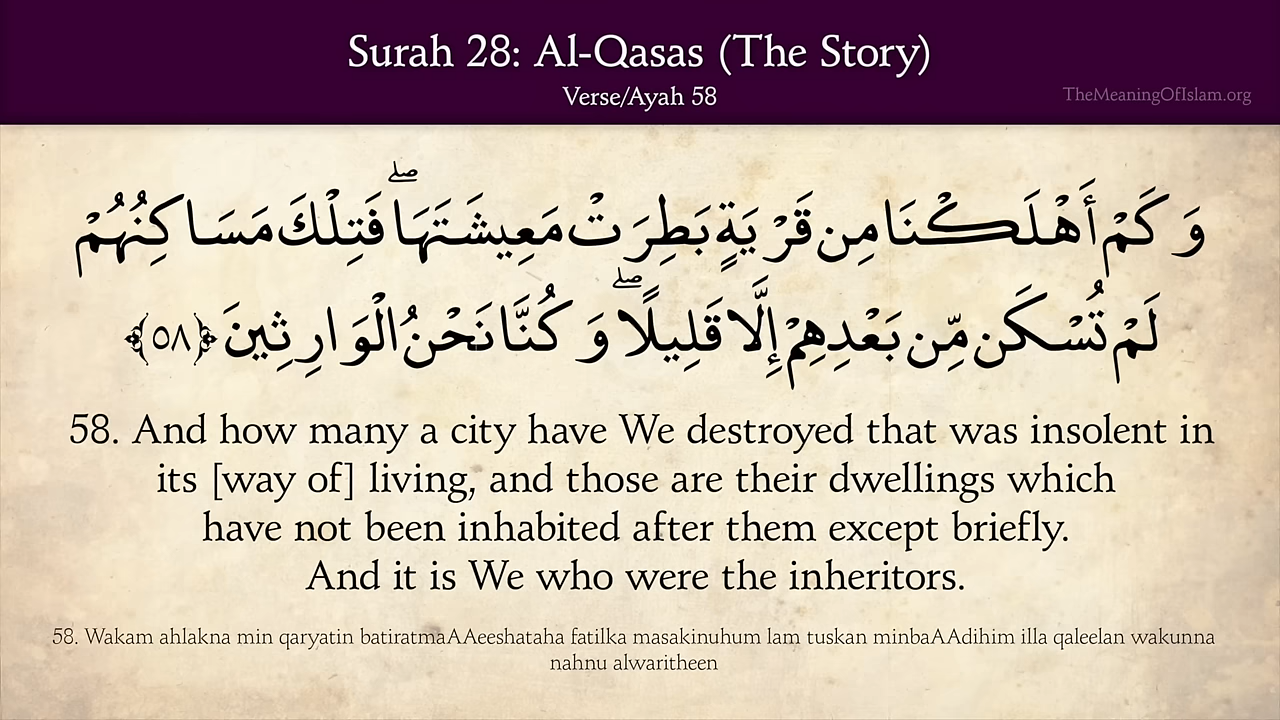 Surah 28: Al-Qasas (The Story)
Verse/Ayah 58
TheMeaningOfIslam.org
وَكَمْ أَهْلَكْنَا مِن قَرْيَةٍ بَطِرَتْ مَعِيشَتَهَا ۖ فَتِلْكَ مَسَاكِنُهُمْ
لَمْ تُسْكَن مِّن بَعْدِهِمْ إِلَّا قَلِيلًا ۖ وَكُنَّا نَحْنُ الْوَارِثِينَ ﴿٥٨﴾
58. And how many a city have We destroyed that was insolent in
its [way of] living, and those are their dwellings which
have not been inhabited after them except briefly.
And it is We who were the inheritors.
58. Wakam ahlakna min qaryatin batiratmaAAeeshataha fatilka masakinuhum lam tuskan minbaAAdihim illa qaleelan wakunna
nahnu alwaritheen